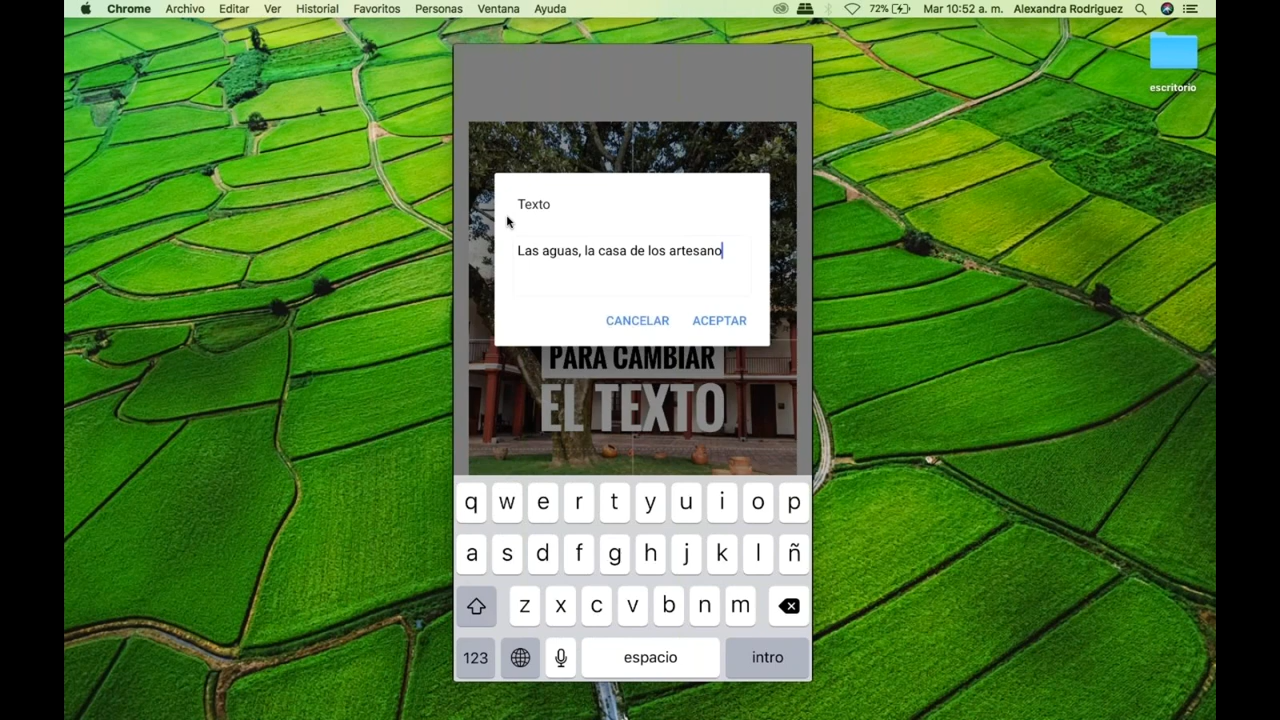 Chrome Archivo Editar Ver Historial Favoritos Personas Ventana Ayuda 72% Mar 10:52 a. m. Alexandra Rodriguez
escritorio
Texto
Las aguas, la casa de los artesano
CANCELAR ACEPTAR
PARA CAMBIAR
EL TEXTO
q w e r t y u i o p
a s d f g h j k l ñ
z x c v b n m
123 espacio intro